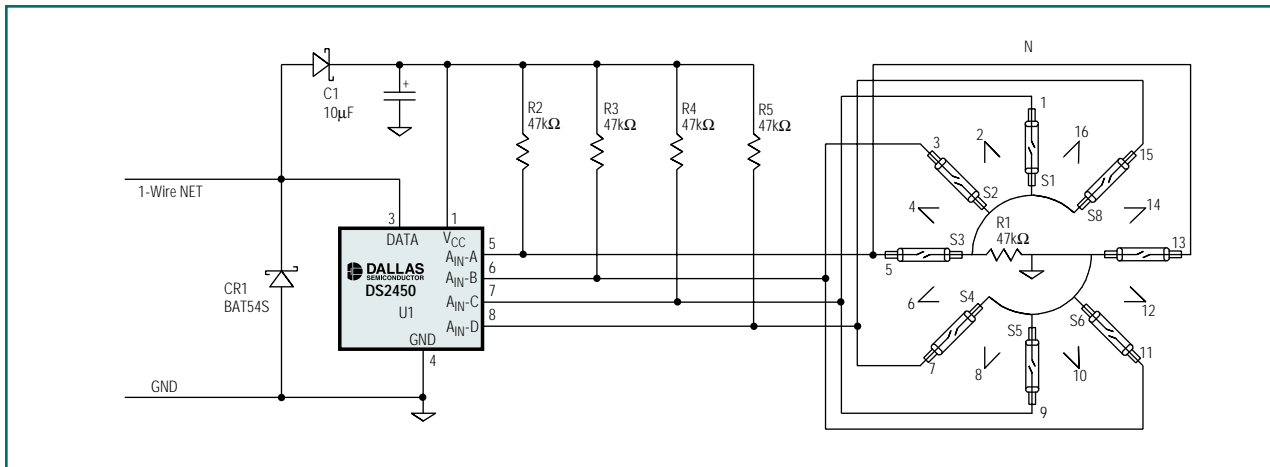 N
C1
10μF
R2
47kΩ
R3
47kΩ
R4
47kΩ
R5
47kΩ
1
2
16
3
15
S1
S2
S8
4
14
R1
47kΩ
S3
13
5
6
12
S4
S5
S6
7
11
8
10
9
1-Wire NET
3
1
DATA
VCC
5
AIN-A
6
AIN-B
7
AIN-C
8
AIN-D
DALLAS
SEMICONDUCTOR
DS2450
U1
GND
4
CR1
BAT54S
GND